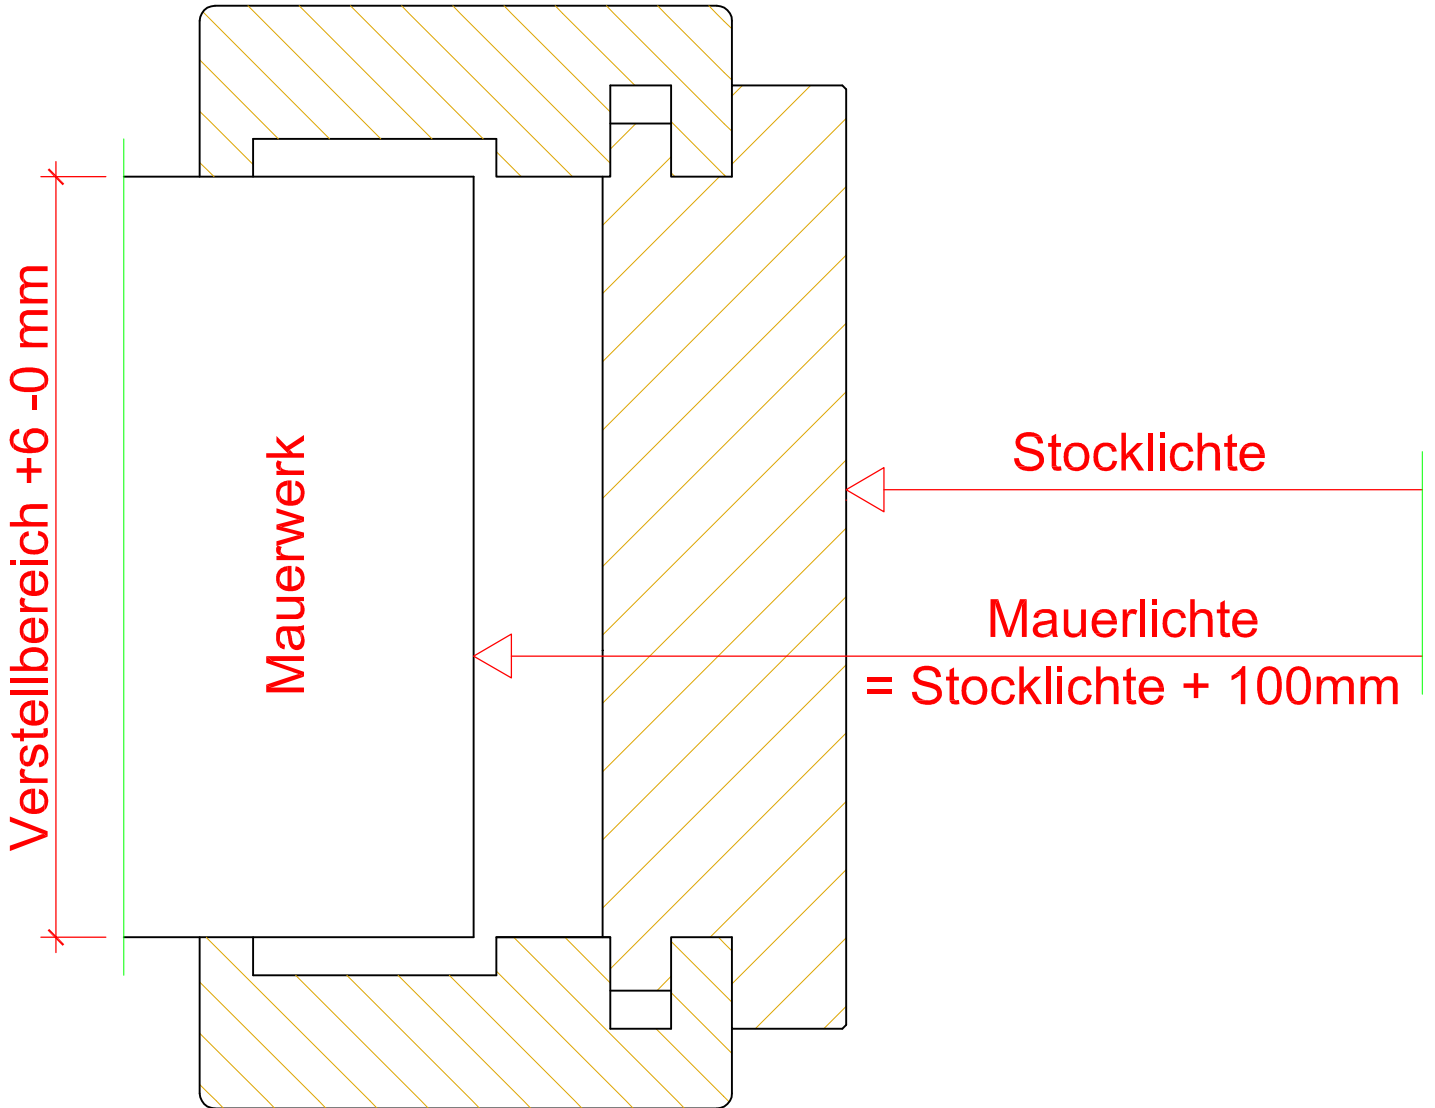 Verstellbereich +6 -0 mm
Mauerwerk
Stocklichte
Mauerlichte
= Stocklichte + 100mm